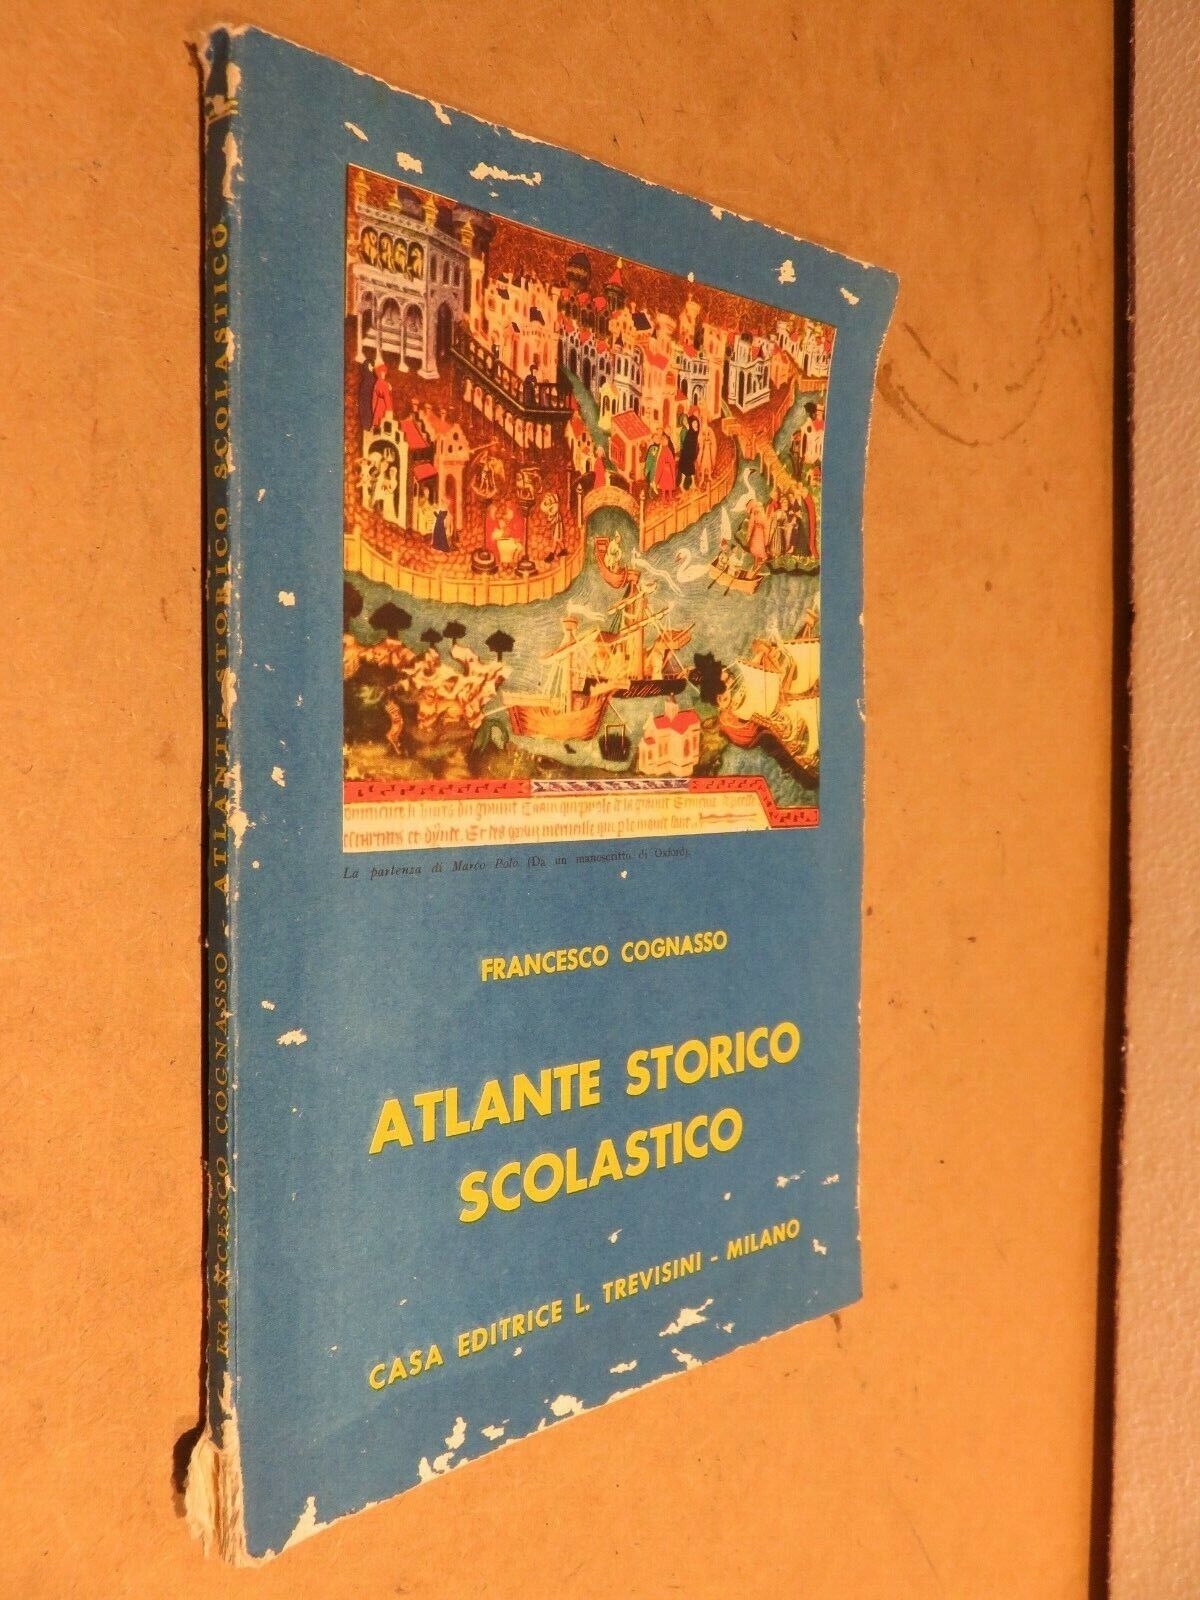 La partenza di Marco Polo (Da un manoscritto di Oxford).
FRANCESCO COGNASSO
ATLANTE STORICO
SCOLASTICO
CASA EDITRICE L. TREVISINI - MILANO
FRANCESCO COGNASSO - ATLANTE STORICO SCOLASTICO